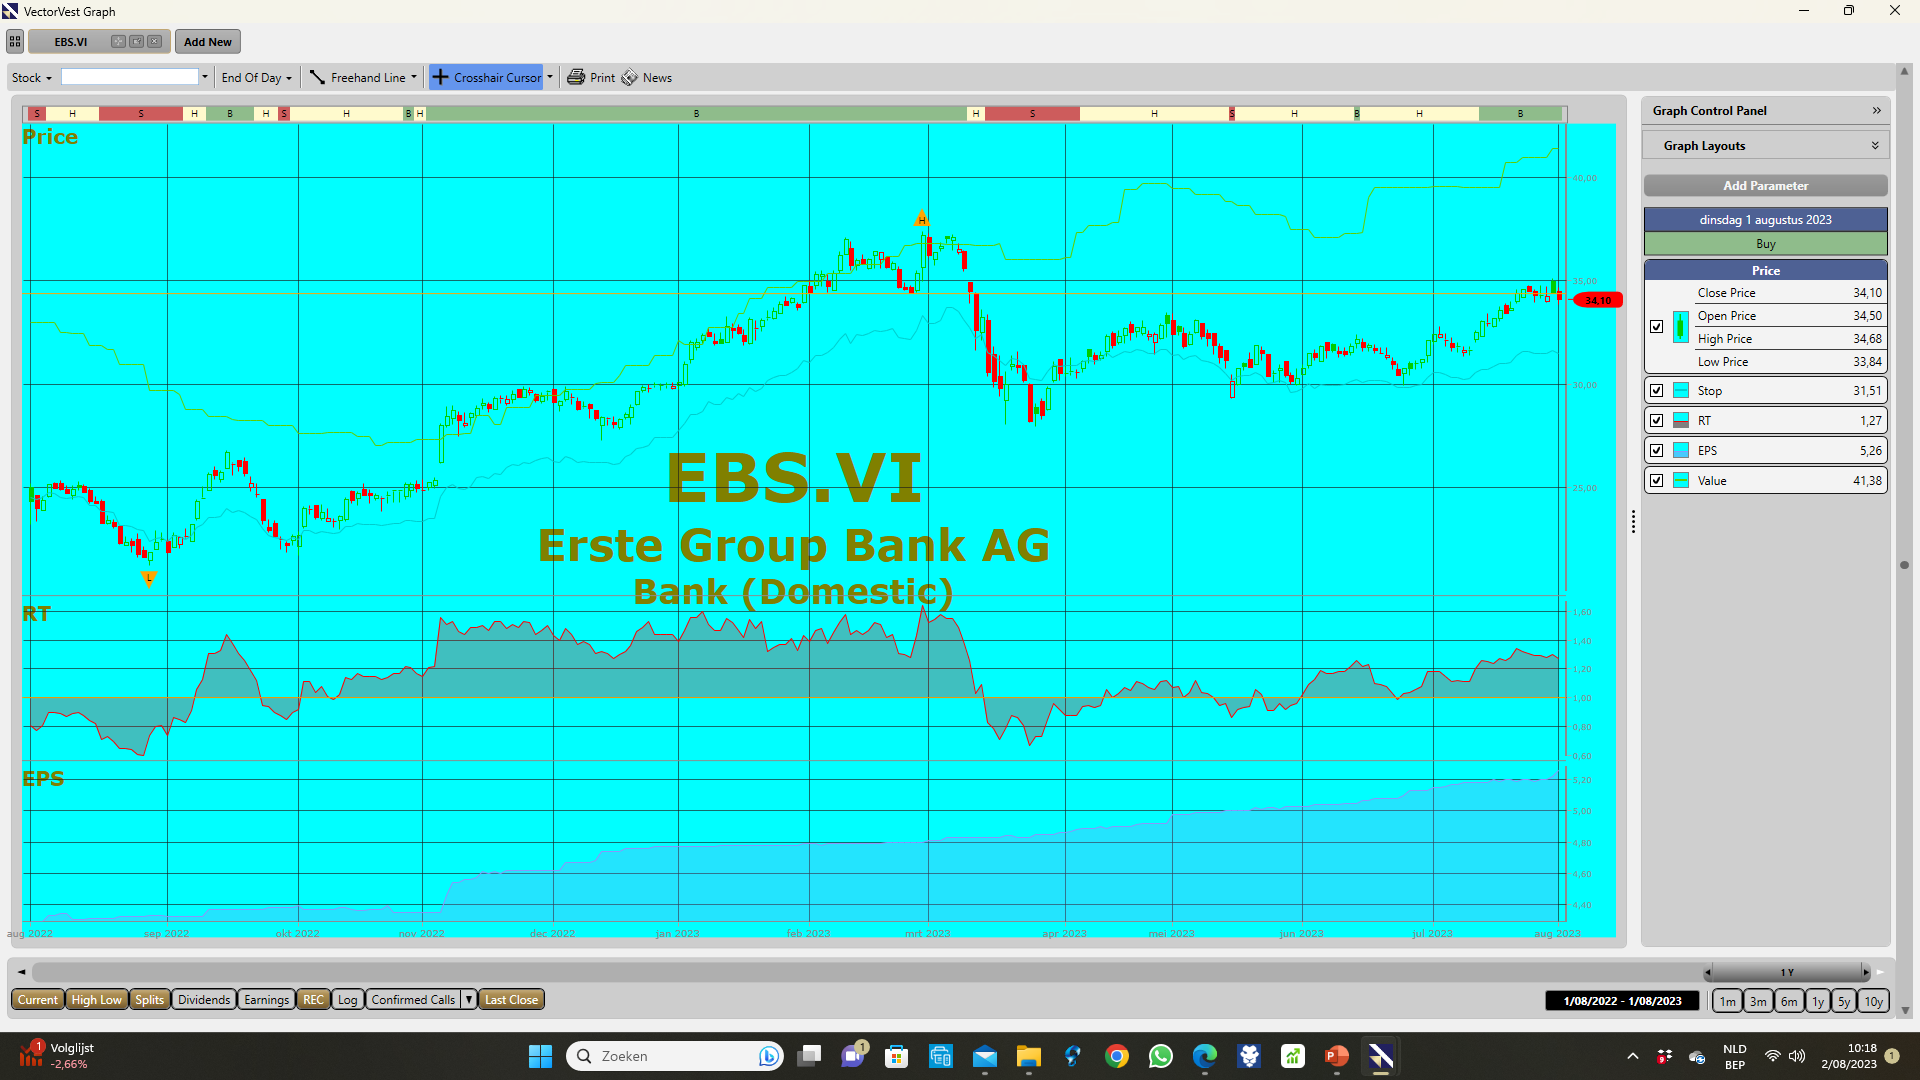 VectorVest Graph
EBS.VI
Add New
Stock
End Of Day
Freehand Line
Crosshair Cursor
Print
News
S H S H B H S H B H B H S H S H B H B
Price
H
L
40,00
35,00
34,10
30,00
25,00
EBS.VI
Erste Group Bank AG
Bank (Domestic)
RT
1,60
1,40
1,20
1,00
0,80
0,60
EPS
5,20
5,00
4,80
4,60
4,40
aug 2022 sep 2022 okt 2022 nov 2022 dec 2022 jan 2023 feb 2023 mrt 2023 apr 2023 mei 2023 jun 2023 jul 2023 aug 2023
Graph Control Panel
Graph Layouts
Add Parameter
dinsdag 1 augustus 2023
Buy
Price
Close Price 34,10
Open Price 34,50
High Price 34,68
Low Price 33,84
Stop 31,51
RT 1,27
EPS 5,26
Value 41,38
1 Y
Current High Low Splits Dividends Earnings REC Log Confirmed Calls Last Close
1/08/2022 - 1/08/2023
1m 3m 6m 1y 5y 10y
1
Volglijst
-2,66%
Zoeken
1
9
NLD
BEP
10:18
2/08/2023
1